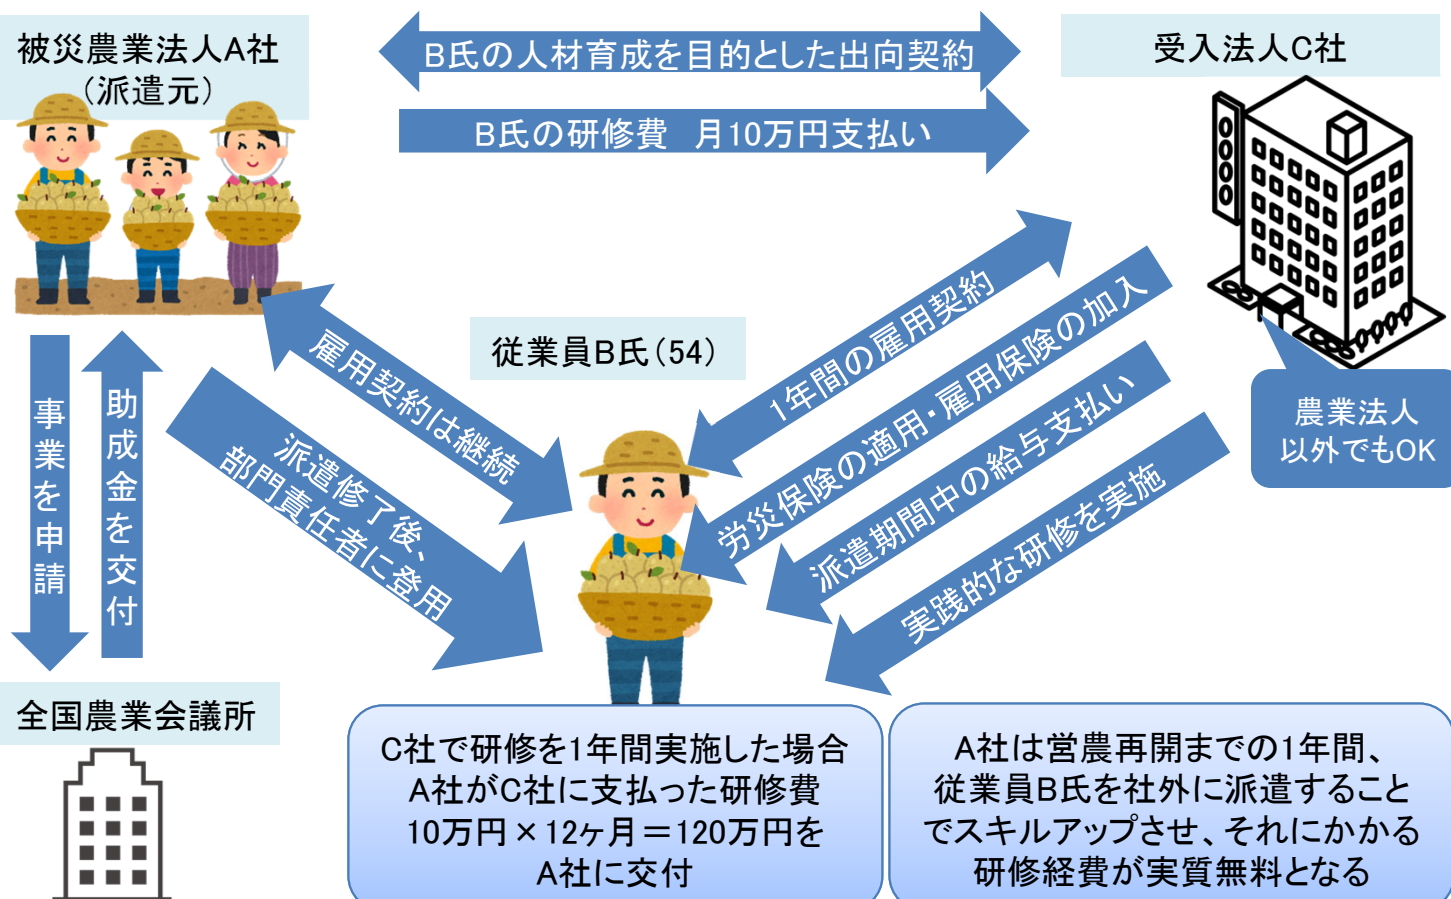 被災農業法人A社
（派遣元）
B氏の人材育成を目的とした出向契約
B氏の研修費　月10万円支払い
受入法人C社
農業法人
以外でもOK
従業員B氏（54）
雇用契約は継続
派遣修了後、
部門責任者に登用
1年間の雇用契約
労災保険の適用・雇用保険の加入
派遣期間中の給与支払い
実践的な研修を実施
事業を申請
助成金を交付
全国農業会議所
C社で研修を1年間実施した場合
A社がC社に支払った研修費
10万円×12ヶ月＝120万円を
A社に交付
A社は営農再開までの1年間、
従業員B氏を社外に派遣すること
でスキルアップさせ、それにかかる
研修経費が実質無料となる